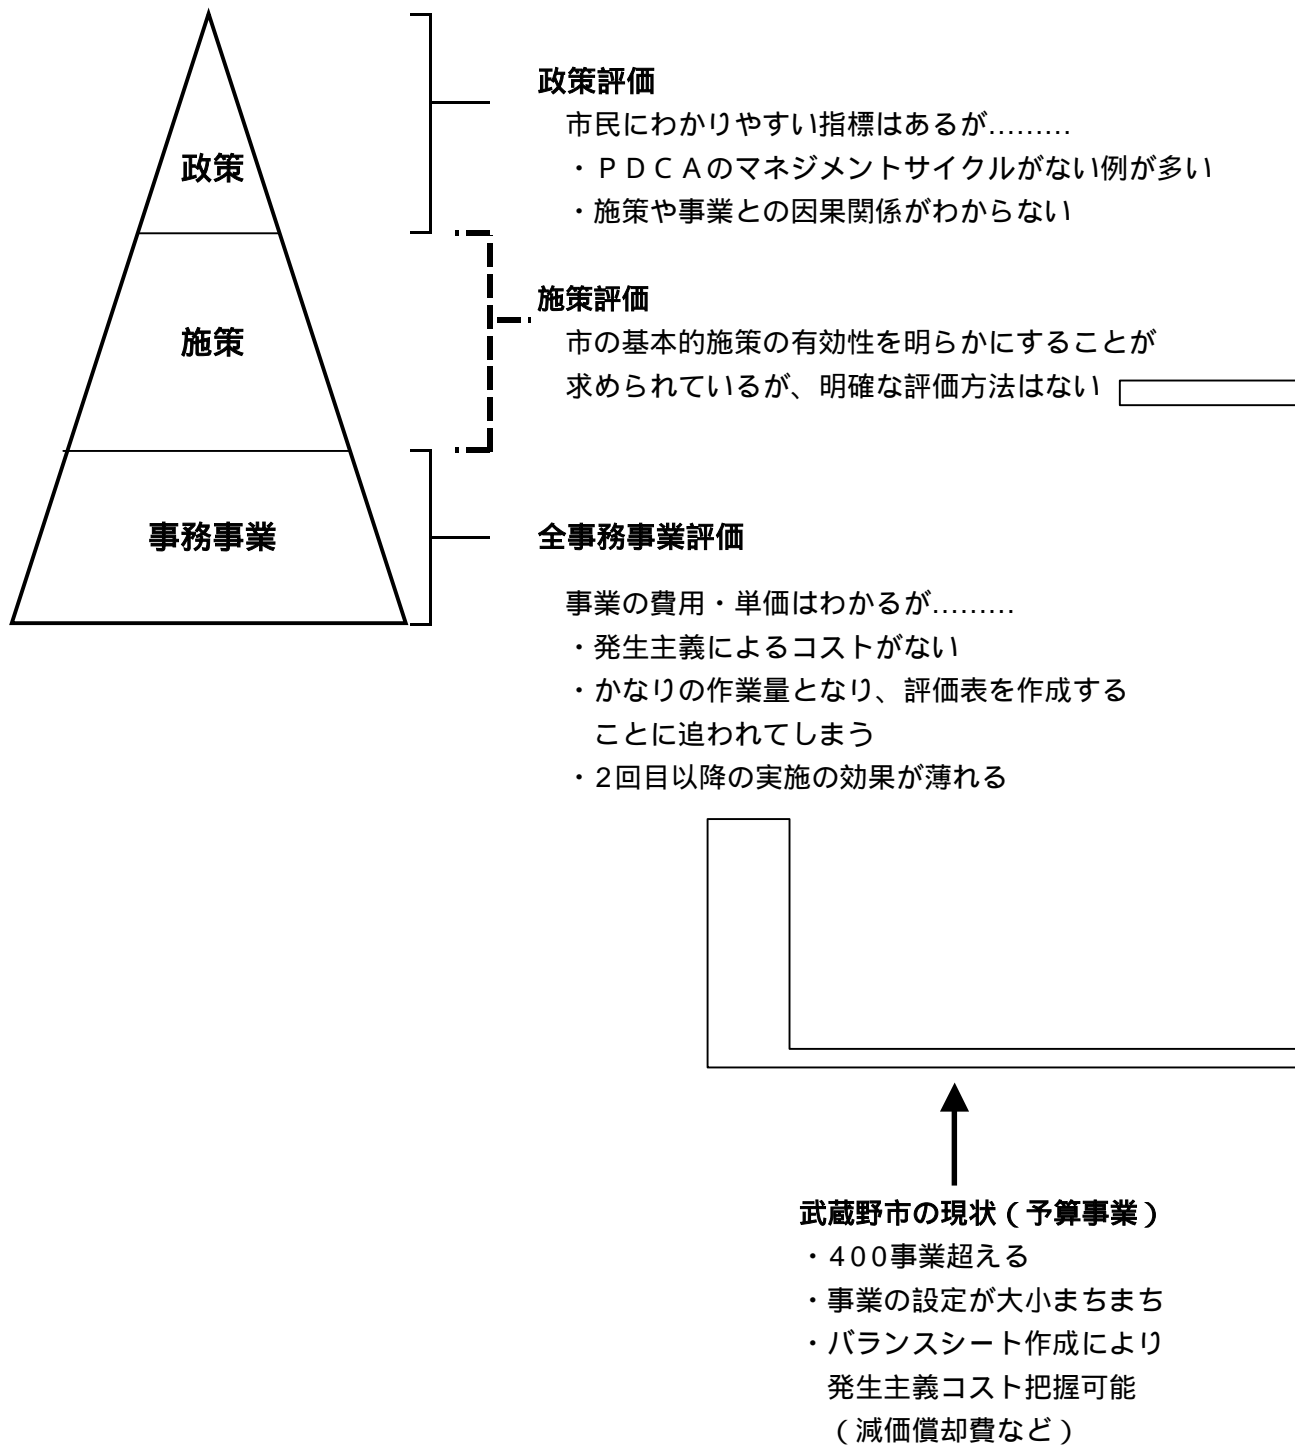 政策
施策
事務事業
政策評価
市民にわかりやすい指標はあるが………
・ＰＤＣＡのマネジメントサイクルがない例が多い
・施策や事業との因果関係がわからない
施策評価
市の基本的施策の有効性を明らかにすることが
求められているが、明確な評価方法はない
全事務事業評価
事業の費用・単価はわかるが………
・発生主義によるコストがない
・かなりの作業量となり、評価表を作成する
ことに追われてしまう
・2回目以降の実施の効果が薄れる
武蔵野市の現状（予算事業）
・400事業超える
・事業の設定が大小まちまち
・バランスシート作成により
発生主義コスト把握可能
（減価償却費など）